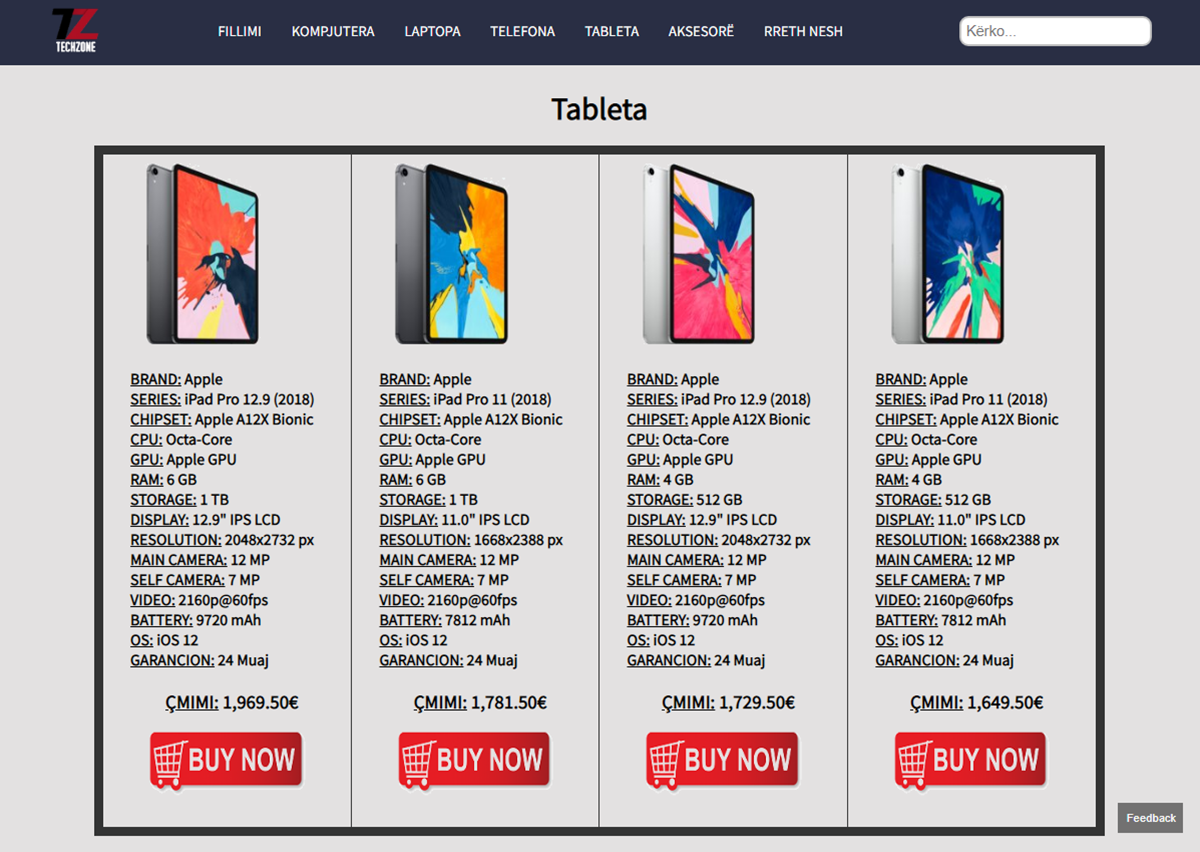 TZ
TECHZONE
FILLIMI
KOMPJUTERA
LAPTOPA
TELEFONA
TABLETA
AKSESORË
RRETH NESH
Kërko...
Tableta
BRAND: Apple
SERIES: iPad Pro 12.9 (2018)
CHIPSET: Apple A12X Bionic
CPU: Octa-Core
GPU: Apple GPU
RAM: 6 GB
STORAGE: 1 TB
DISPLAY: 12.9" IPS LCD
RESOLUTION: 2048x2732 px
MAIN CAMERA: 12 MP
SELF CAMERA: 7 MP
VIDEO: 2160p@60fps
BATTERY: 9720 mAh
OS: iOS 12
GARANCION: 24 Muaj
ÇMIMI: 1,969.50€
BUY NOW
BRAND: Apple
SERIES: iPad Pro 11 (2018)
CHIPSET: Apple A12X Bionic
CPU: Octa-Core
GPU: Apple GPU
RAM: 6 GB
STORAGE: 1 TB
DISPLAY: 11.0" IPS LCD
RESOLUTION: 1668x2388 px
MAIN CAMERA: 12 MP
SELF CAMERA: 7 MP
VIDEO: 2160p@60fps
BATTERY: 7812 mAh
OS: iOS 12
GARANCION: 24 Muaj
ÇMIMI: 1,781.50€
BUY NOW
BRAND: Apple
SERIES: iPad Pro 12.9 (2018)
CHIPSET: Apple A12X Bionic
CPU: Octa-Core
GPU: Apple GPU
RAM: 4 GB
STORAGE: 512 GB
DISPLAY: 12.9" IPS LCD
RESOLUTION: 2048x2732 px
MAIN CAMERA: 12 MP
SELF CAMERA: 7 MP
VIDEO: 2160p@60fps
BATTERY: 9720 mAh
OS: iOS 12
GARANCION: 24 Muaj
ÇMIMI: 1,729.50€
BUY NOW
BRAND: Apple
SERIES: iPad Pro 11 (2018)
CHIPSET: Apple A12X Bionic
CPU: Octa-Core
GPU: Apple GPU
RAM: 4 GB
STORAGE: 512 GB
DISPLAY: 11.0" IPS LCD
RESOLUTION: 1668x2388 px
MAIN CAMERA: 12 MP
SELF CAMERA: 7 MP
VIDEO: 2160p@60fps
BATTERY: 7812 mAh
OS: iOS 12
GARANCION: 24 Muaj
ÇMIMI: 1,649.50€
BUY NOW
Feedback